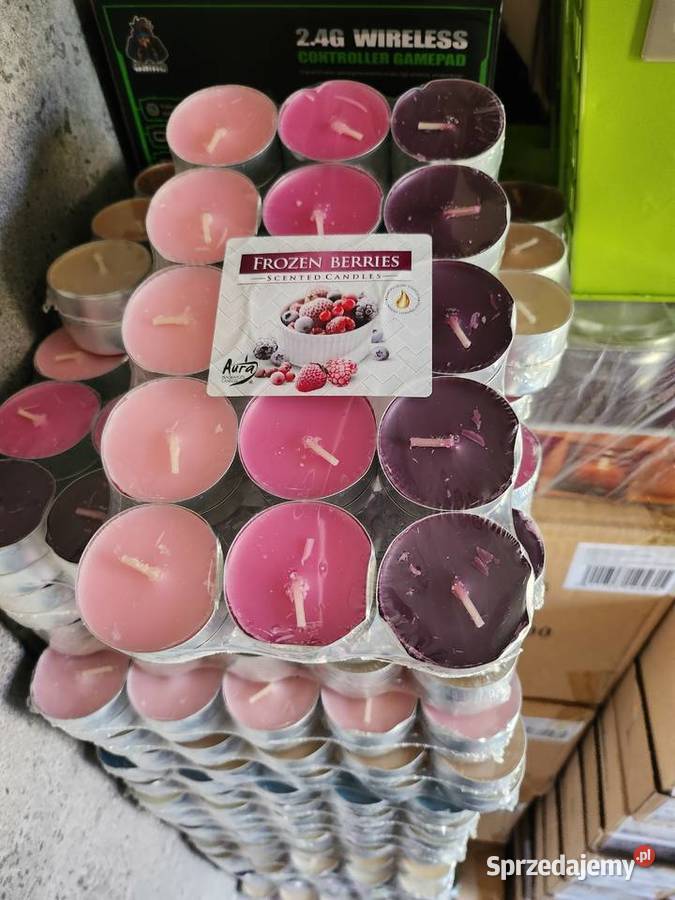 2.4G WIRELESS
CONTROLLER GAMEPAD
FROZEN BERRIES
SCENTED CANDLES
Aura
Sprzedajemy.pl